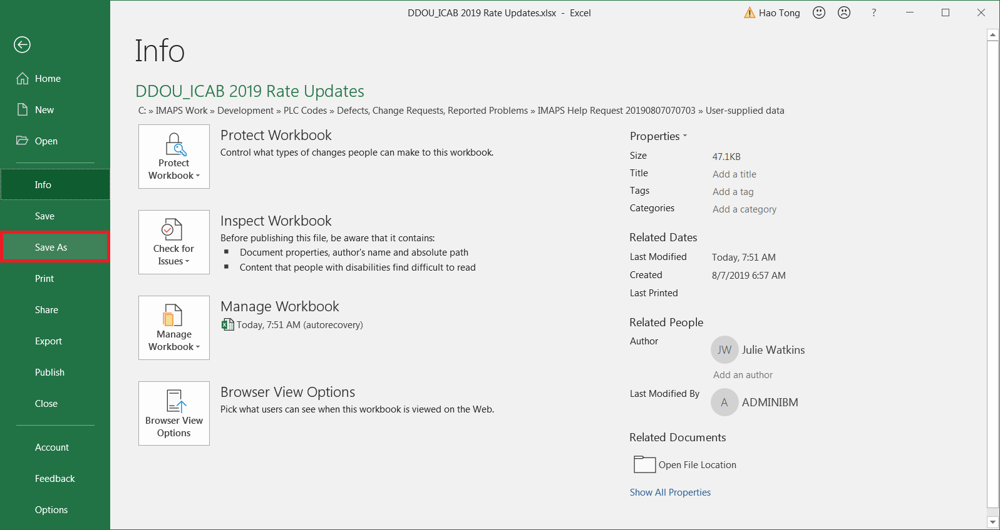 DDOU_ICAB 2019 Rate Updates.xlsx - Excel
Hao Tong
?
Home
New
Open
Info
Save
Save As
Print
Share
Export
Publish
Close
Account
Feedback
Options
Info
DDOU_ICAB 2019 Rate Updates
C: » IMAPS Work » Development » PLC Codes » Defects, Change Requests, Reported Problems » IMAPS Help Request 20190807070703 » User-supplied data
Protect
Workbook
Protect Workbook
Control what types of changes people can make to this workbook.
Check for
Issues
Inspect Workbook
Before publishing this file, be aware that it contains:
Document properties, author's name and absolute path
Content that people with disabilities find difficult to read
Manage
Workbook
Manage Workbook
Today, 7:51 AM (autorecovery)
Browser View
Options
Browser View Options
Pick what users can see when this workbook is viewed on the Web.
Properties
Size 47.1KB
Title Add a title
Tags Add a tag
Categories Add a category
Related Dates
Last Modified Today, 7:51 AM
Created 8/7/2019 6:57 AM
Last Printed
Related People
Author JW Julie Watkins
Add an author
Last Modified By A ADMINIBM
Related Documents
Open File Location
Show All Properties